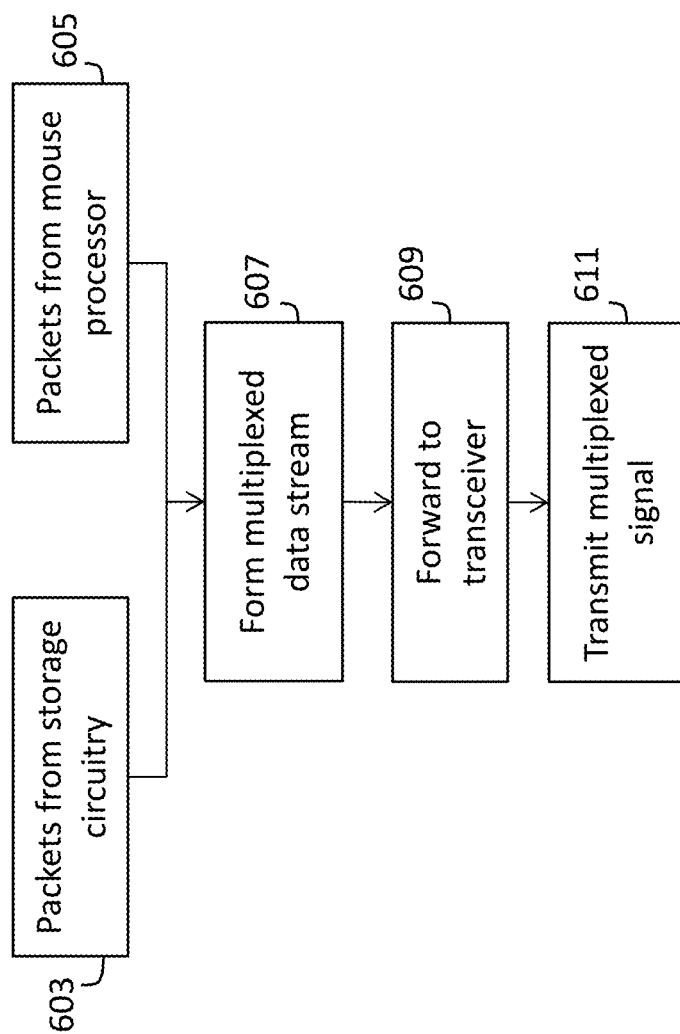 603
Packets from storage
circuitry
605
Packets from mouse
processor
607
Form multiplexed
data stream
609
Forward to
transceiver
611
Transmit multiplexed
signal